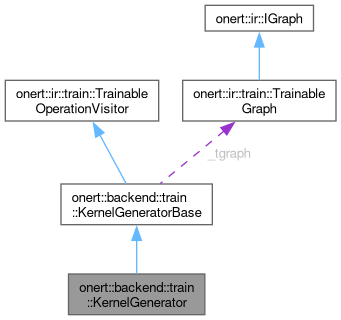 onert::ir::IGraph
onert::ir::train::Trainable
OperationVisitor
onert::ir::train::Trainable
Graph
_tgraph
onert::backend::train
::KernelGeneratorBase
onert::backend::train
::KernelGenerator